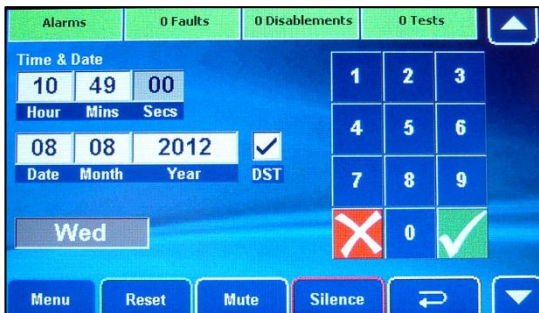 Alarms 0 Faults 0 Disablements 0 Tests
Time & Date
10 49 00
Hour Mins Secs
08 08 2012
Date Month Year DST
Wed
1 2 3
4 5 6
7 8 9
0
Menu Reset Mute Silence